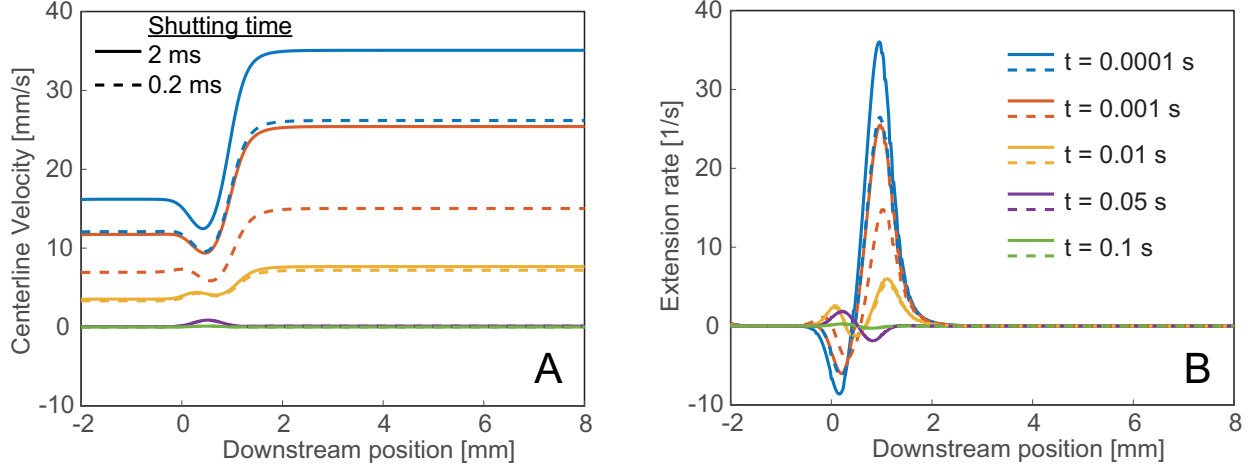 Shutting time
2 ms
0.2 ms
40
30
20
10
0
-10
Centerline Velocity [mm/s]
-2
0
2
4
6
8
Downstream position [mm]
A
t = 0.0001 s
t = 0.001 s
t = 0.01 s
t = 0.05 s
t = 0.1 s
40
30
20
10
0
-10
Extension rate [1/s]
-2
0
2
4
6
8
Downstream position [mm]
B